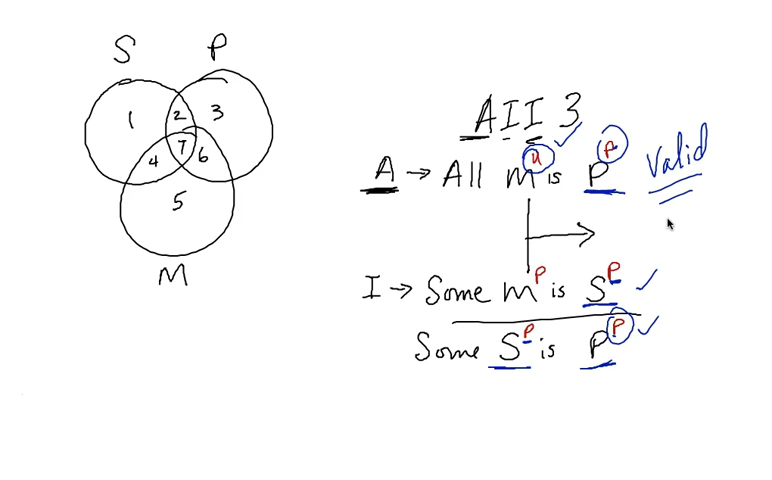 S P
1 2 3
4 7 6
5
M
AII 3
A → All M u is P p Valid
I → Some M p is S p
Some S p is P p